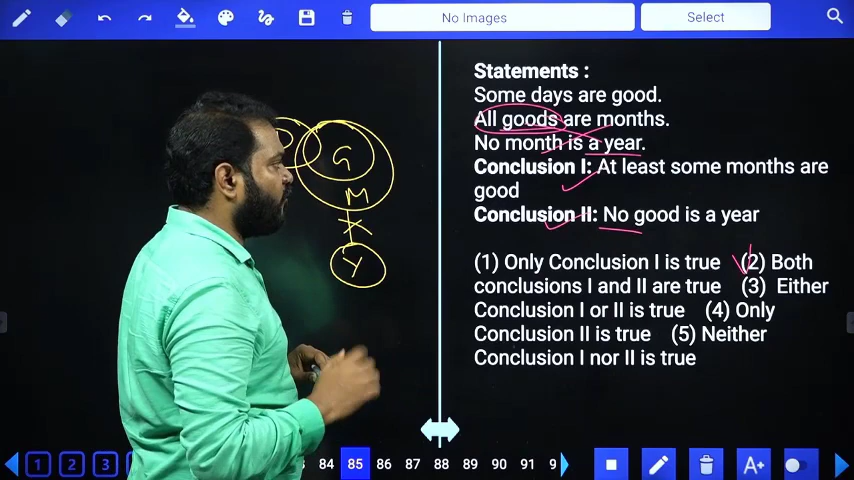 No Images
Select
Statements :
Some days are good.
All goods are months.
No month is a year.
Conclusion I: At least some months are
good
Conclusion II: No good is a year
(1) Only Conclusion I is true (2) Both
conclusions I and II are true (3) Either
Conclusion I or II is true (4) Only
Conclusion II is true (5) Neither
Conclusion I nor II is true
G
M
Y
1 2 3 84 85 86 87 88 89 90 91 9
A+